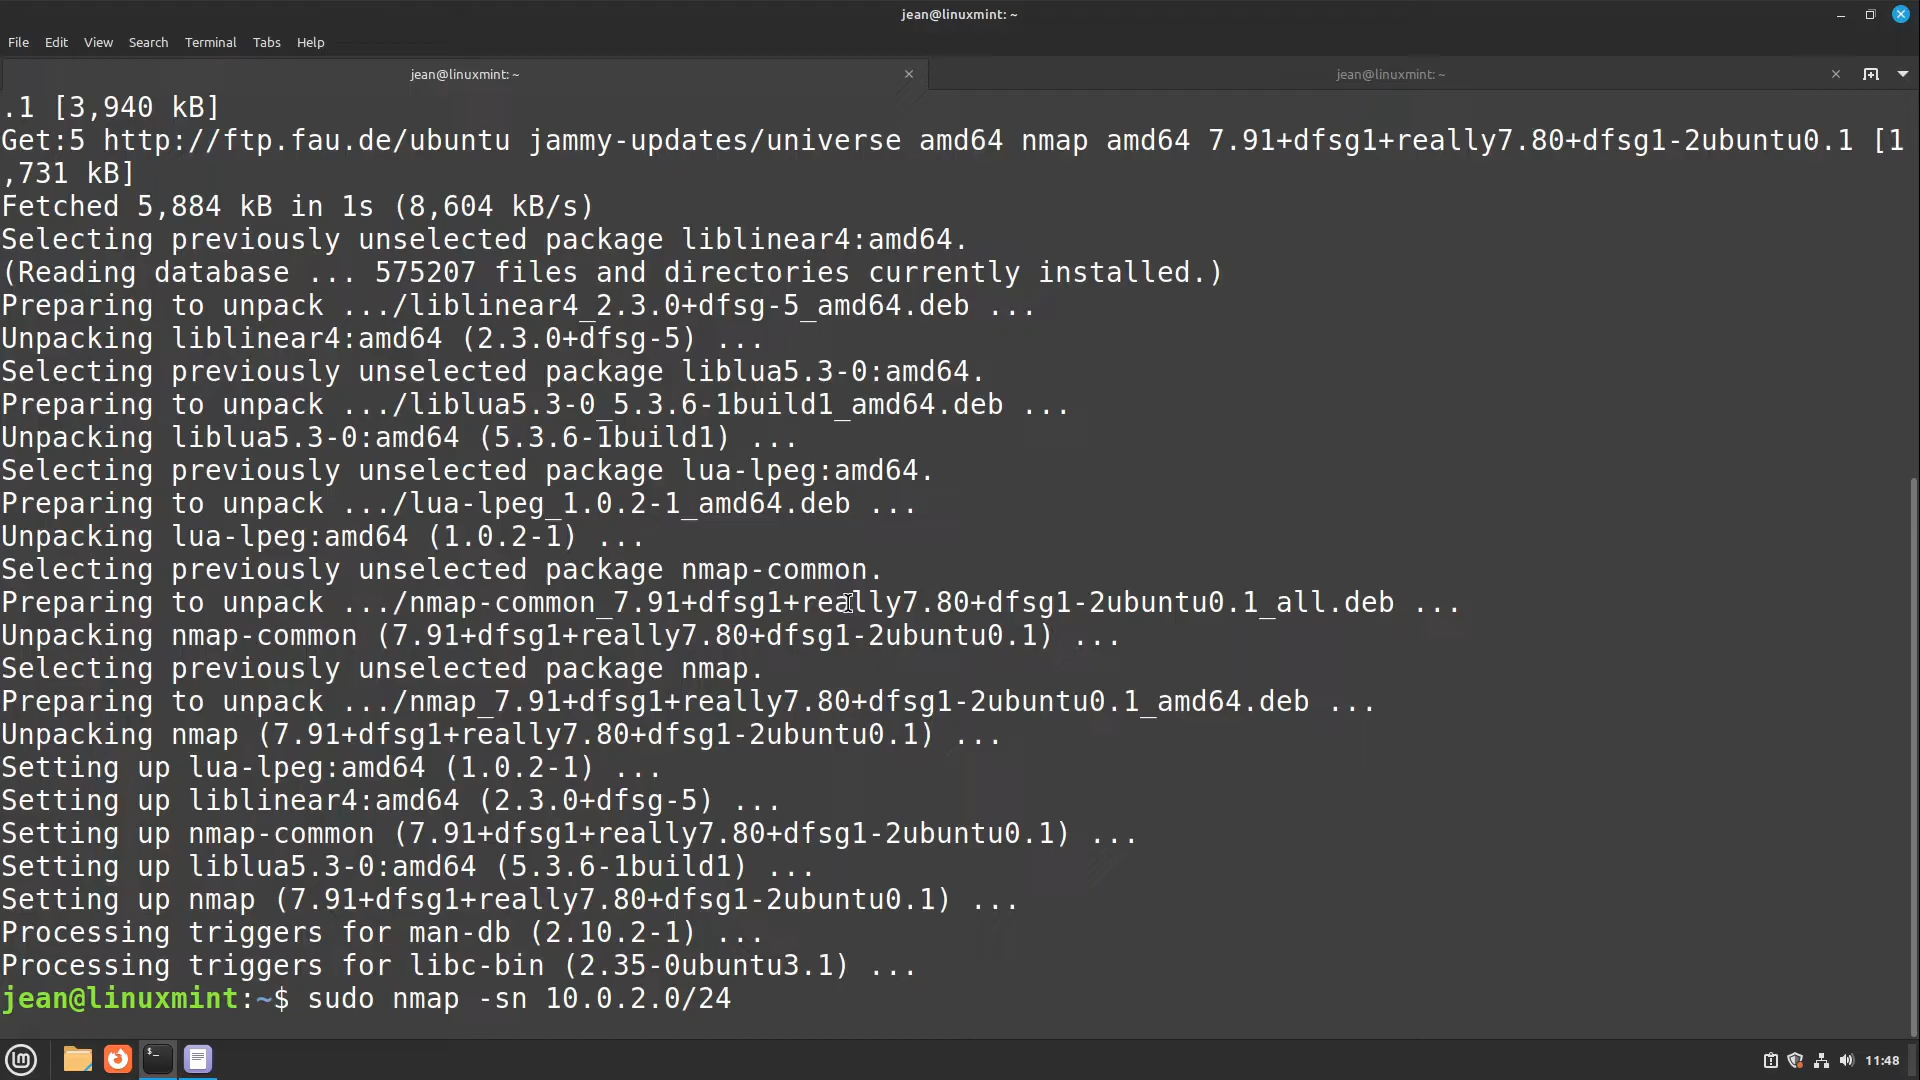 jean@linuxmint: ~
File Edit View Search Terminal Tabs Help
jean@linuxmint: ~ × jean@linuxmint: ~ ×
.1 [3,940 kB]
Get:5 http://ftp.fau.de/ubuntu jammy-updates/universe amd64 nmap amd64 7.91+dfsg1+really7.80+dfsg1-2ubuntu0.1 [1
,731 kB]
Fetched 5,884 kB in 1s (8,604 kB/s)
Selecting previously unselected package liblinear4:amd64.
(Reading database ... 575207 files and directories currently installed.)
Preparing to unpack .../liblinear4_2.3.0+dfsg-5_amd64.deb ...
Unpacking liblinear4:amd64 (2.3.0+dfsg-5) ...
Selecting previously unselected package liblua5.3-0:amd64.
Preparing to unpack .../liblua5.3-0_5.3.6-1build1_amd64.deb ...
Unpacking liblua5.3-0:amd64 (5.3.6-1build1) ...
Selecting previously unselected package lua-lpeg:amd64.
Preparing to unpack .../lua-lpeg_1.0.2-1_amd64.deb ...
Unpacking lua-lpeg:amd64 (1.0.2-1) ...
Selecting previously unselected package nmap-common.
Preparing to unpack .../nmap-common_7.91+dfsg1+really7.80+dfsg1-2ubuntu0.1_all.deb ...
Unpacking nmap-common (7.91+dfsg1+really7.80+dfsg1-2ubuntu0.1) ...
Selecting previously unselected package nmap.
Preparing to unpack .../nmap_7.91+dfsg1+really7.80+dfsg1-2ubuntu0.1_amd64.deb ...
Unpacking nmap (7.91+dfsg1+really7.80+dfsg1-2ubuntu0.1) ...
Setting up lua-lpeg:amd64 (1.0.2-1) ...
Setting up liblinear4:amd64 (2.3.0+dfsg-5) ...
Setting up nmap-common (7.91+dfsg1+really7.80+dfsg1-2ubuntu0.1) ...
Setting up liblua5.3-0:amd64 (5.3.6-1build1) ...
Setting up nmap (7.91+dfsg1+really7.80+dfsg1-2ubuntu0.1) ...
Processing triggers for man-db (2.10.2-1) ...
Processing triggers for libc-bin (2.35-0ubuntu3.1) ...
jean@linuxmint:~$ sudo nmap -sn 10.0.2.0/24
11:48